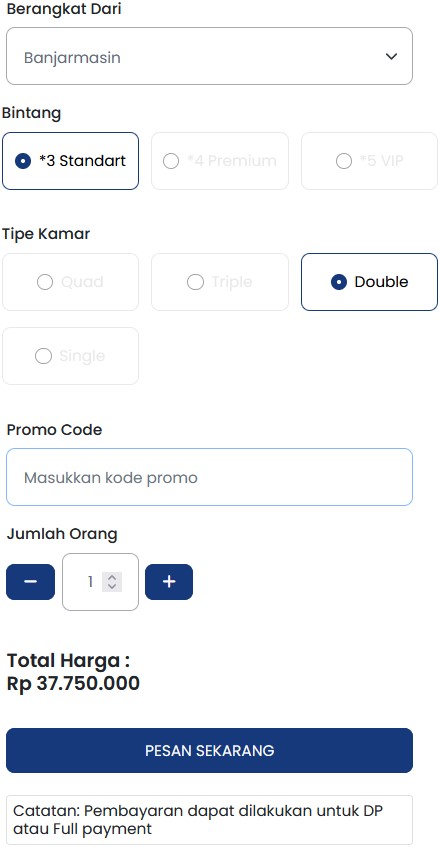 Berangkat Dari
Banjarmasin
Bintang
*3 Standart
*4 Premium
*5 VIP
Tipe Kamar
Quad
Triple
Double
Single
Promo Code
Masukkan kode promo
Jumlah Orang
− 1 +
Total Harga :
Rp 37.750.000
PESAN SEKARANG
Catatan: Pembayaran dapat dilakukan untuk DP
atau Full payment